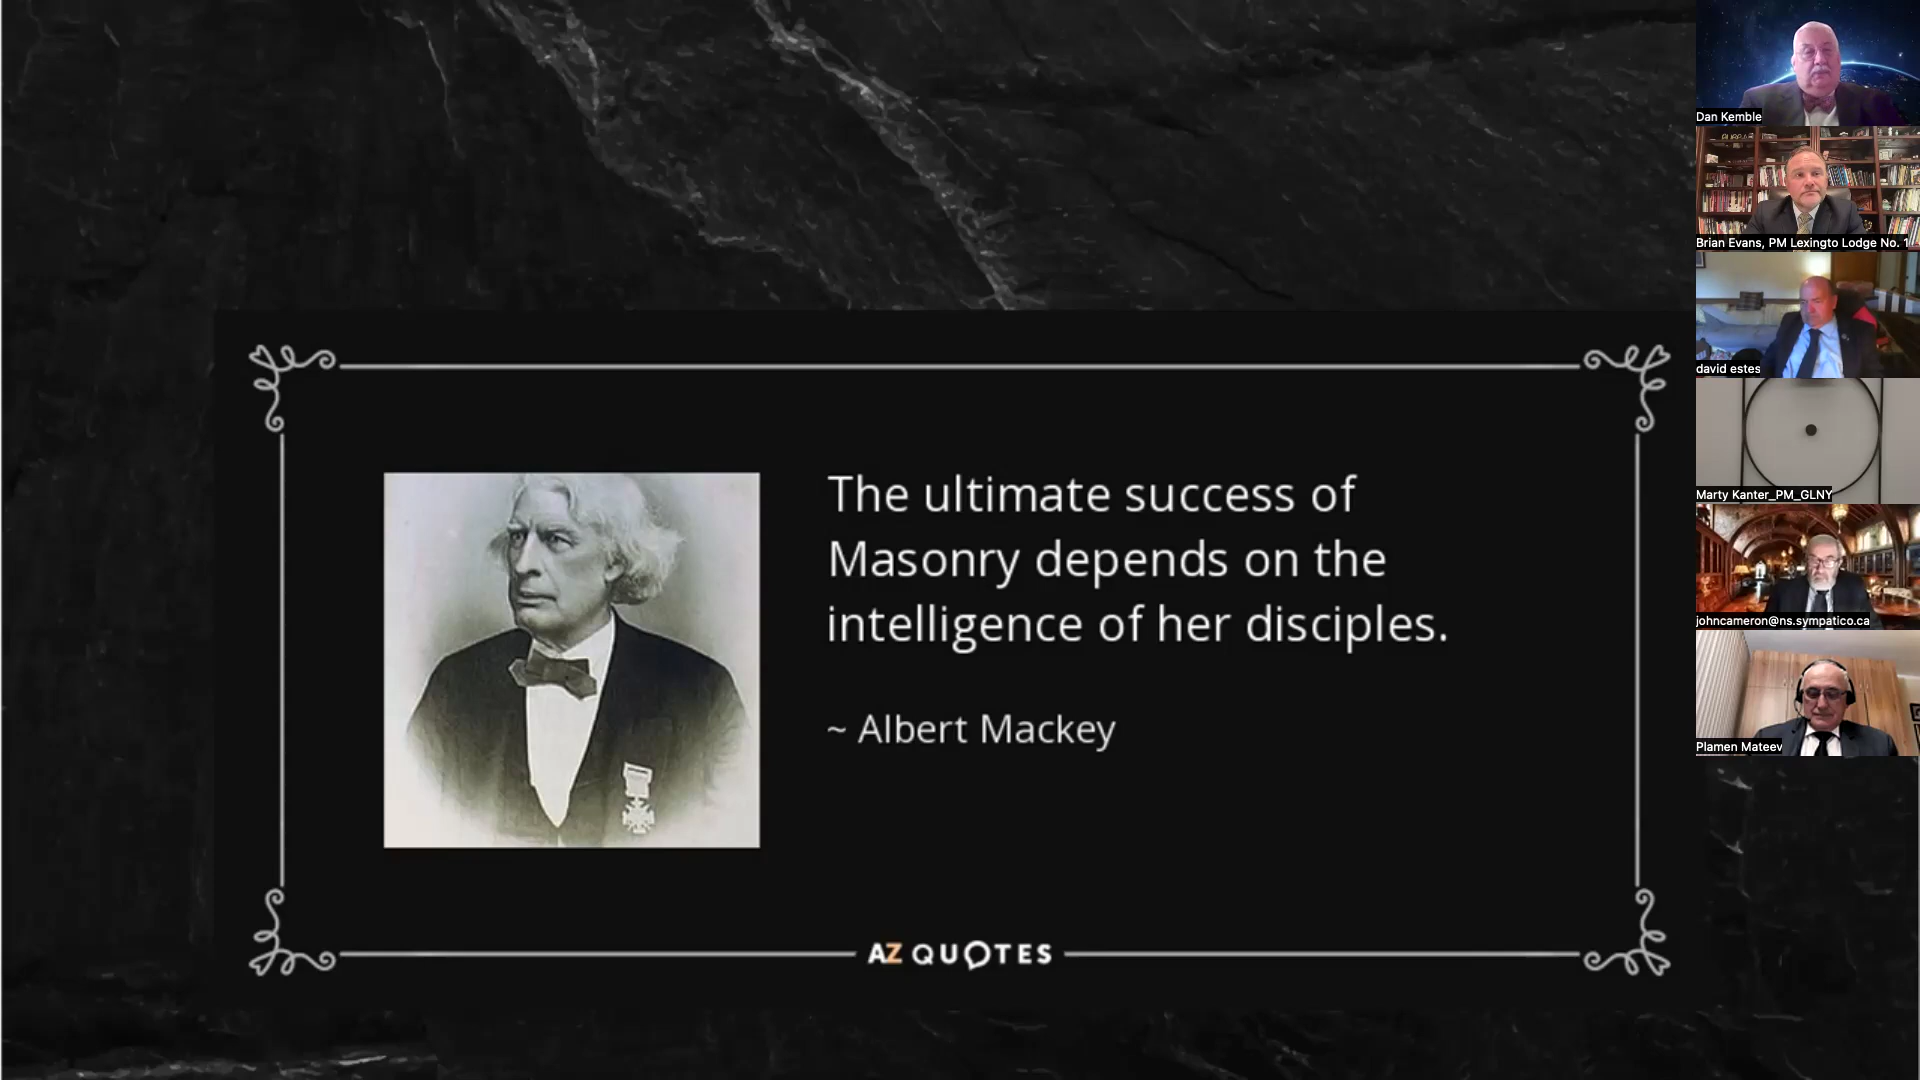 The ultimate success of
Masonry depends on the
intelligence of her disciples.
~ Albert Mackey
AZ QUOTES
Dan Kemble
Brian Evans, PM Lexingto Lodge No. 1
david estes
Marty Kanter_PM_GLNY
johncameron@ns.sympatico.ca
Plamen Mateev